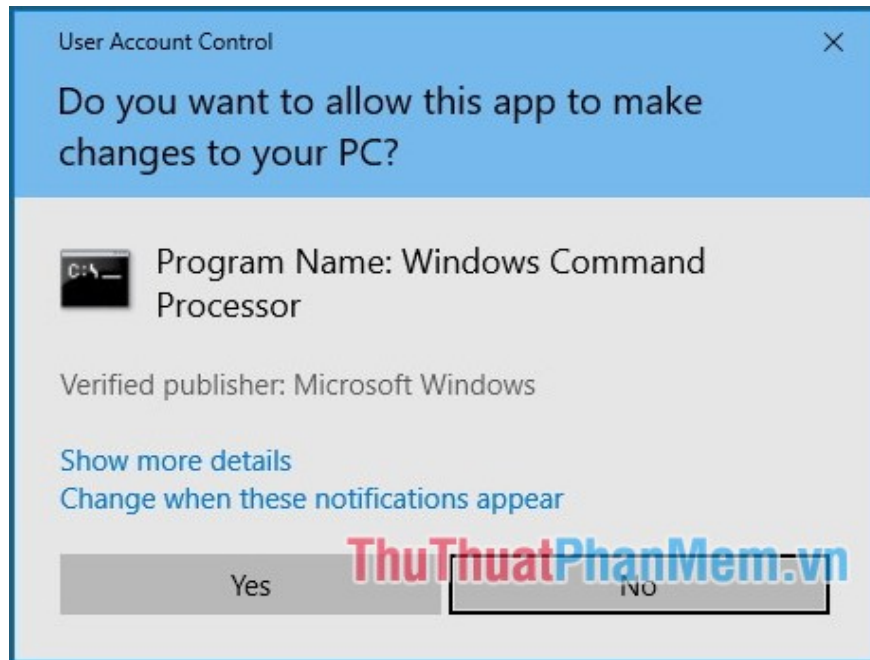 User Account Control
Do you want to allow this app to make
changes to your PC?
C:\_
Program Name: Windows Command
Processor
Verified publisher: Microsoft Windows
Show more details
Change when these notifications appear
ThuThuatPhanMem.vn
Yes
No